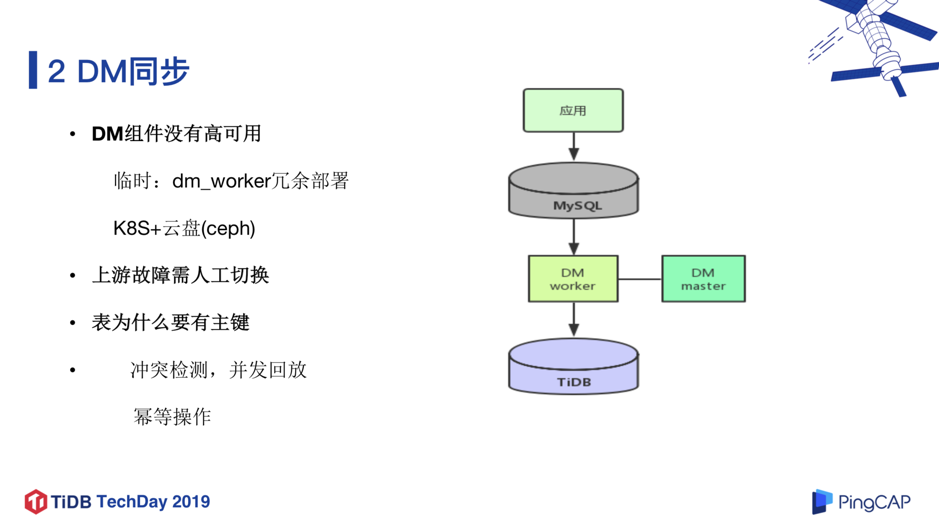 2 DM同步
• DM组件没有高可用
临时：dm_worker冗余部署
K8S+云盘(ceph)
• 上游故障需人工切换
• 表为什么要有主键
• 冲突检测，并发回放
幂等操作
应用
MySQL
DM
worker
DM
master
TiDB
TiDB TechDay 2019
PingCAP